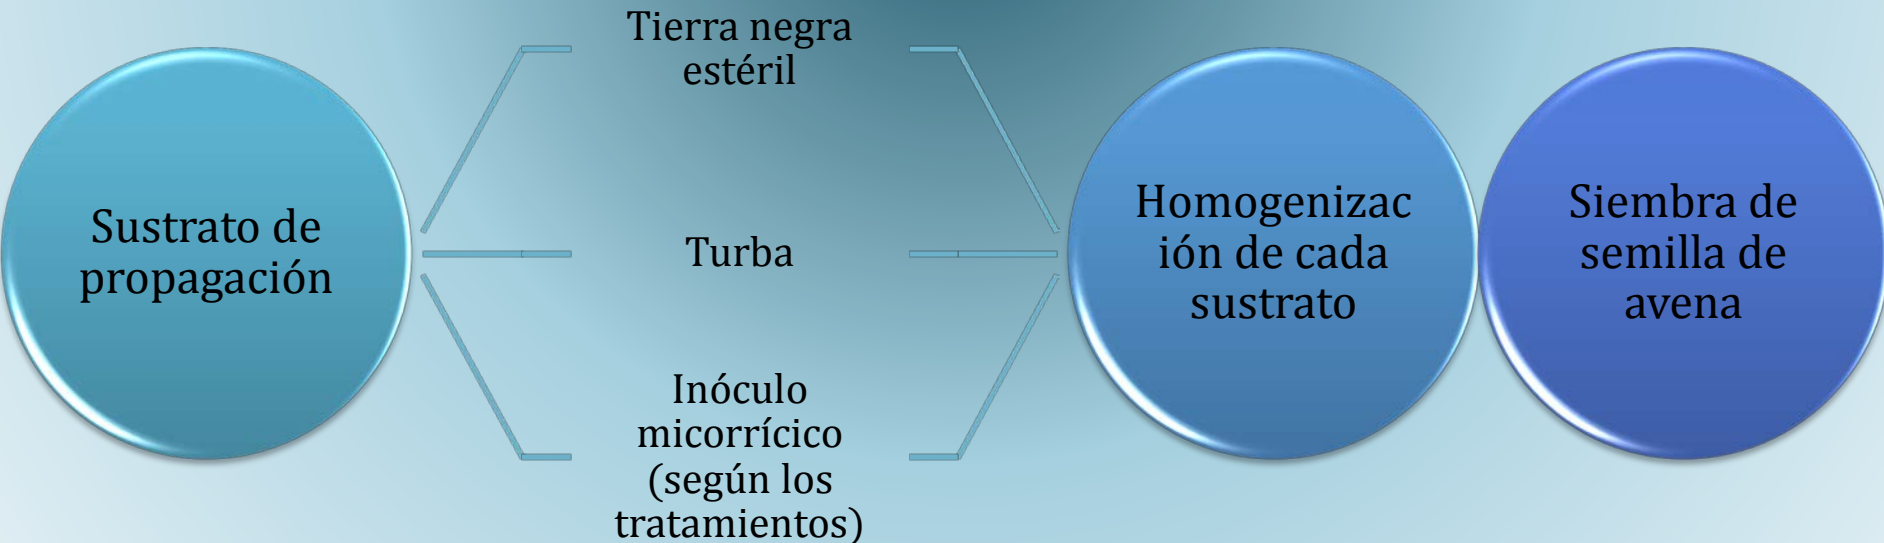 Sustrato de
propagación
Tierra negra
estéril
Turba
Inóculo
micorrícico
(según los
tratamientos)
Homogenizac
ión de cada
sustrato
Siembra de
semilla de
avena